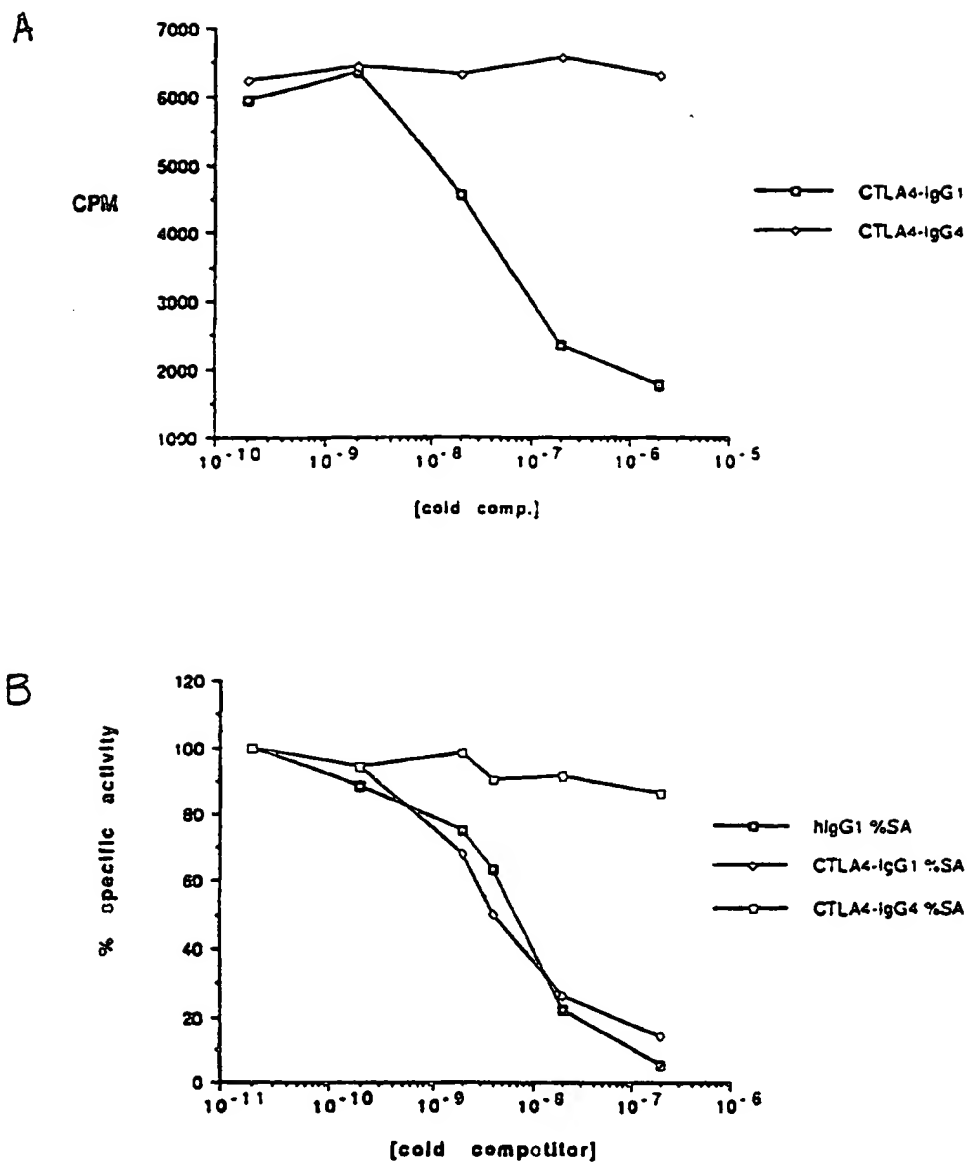 A
7000
6000
5000
4000
3000
2000
1000
CPM
10-10 10-9 10-8 10-7 10-6 10-5
[cold comp.]
CTLA4-IgG1
CTLA4-IgG4
B
120
100
80
60
40
20
0
% specific activity
10-11 10-10 10-9 10-8 10-7 10-6
[cold competitor]
hIgG1 %SA
CTLA4-IgG1 %SA
CTLA4-IgG4 %SA